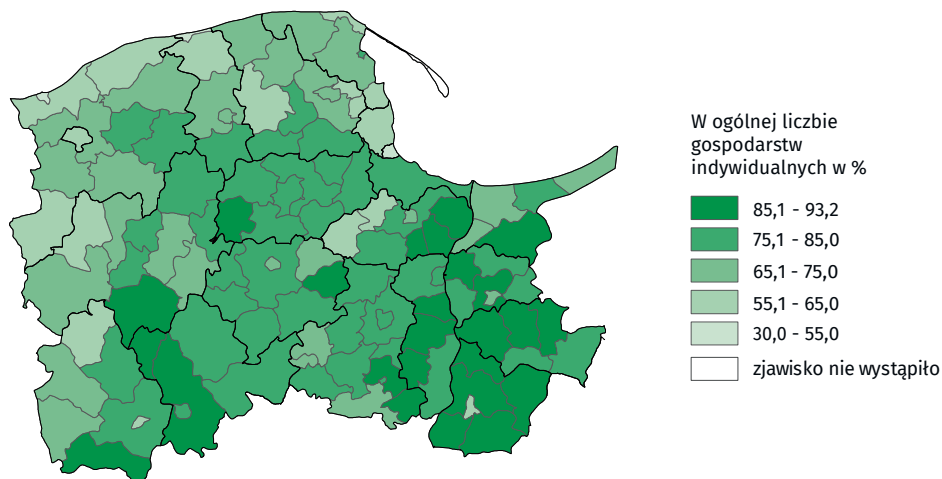 W ogólnej liczbie
gospodarstw
indywidualnych w %
85,1 - 93,2
75,1 - 85,0
65,1 - 75,0
55,1 - 65,0
30,0 - 55,0
zjawisko nie wystąpiło